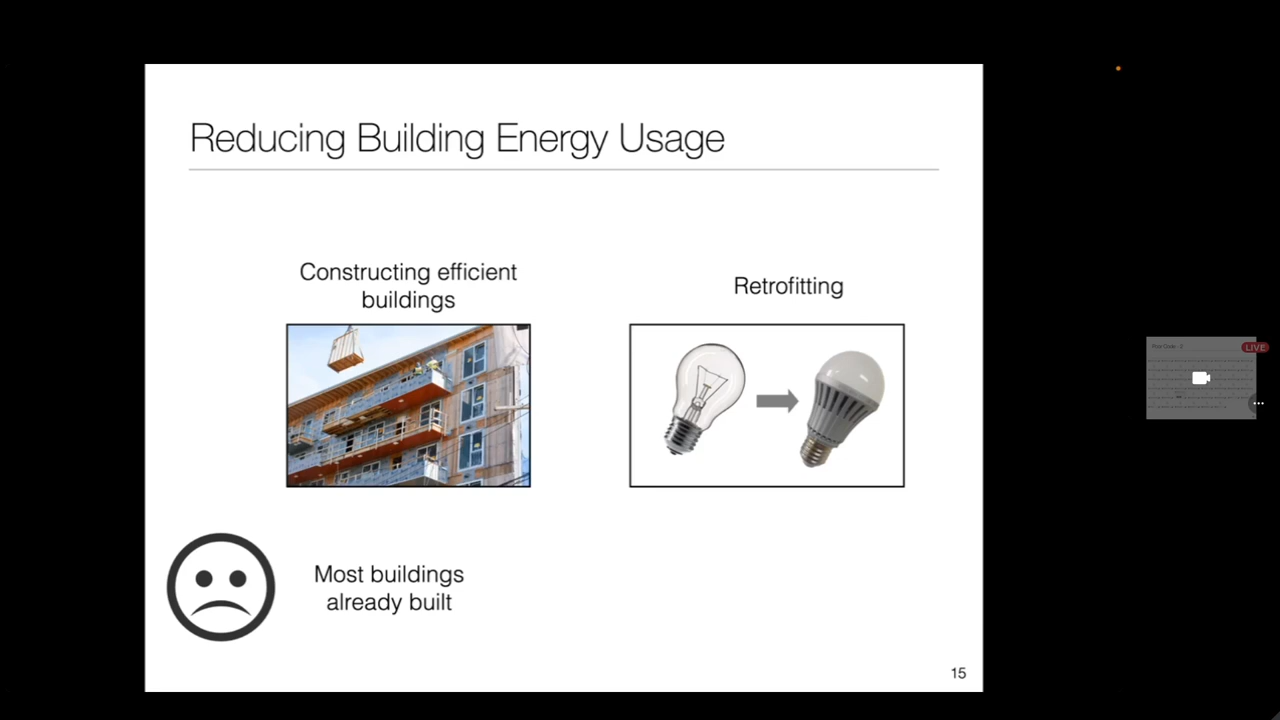 Reducing Building Energy Usage
Constructing efficient
buildings
Retrofitting
Most buildings
already built
15
LIVE